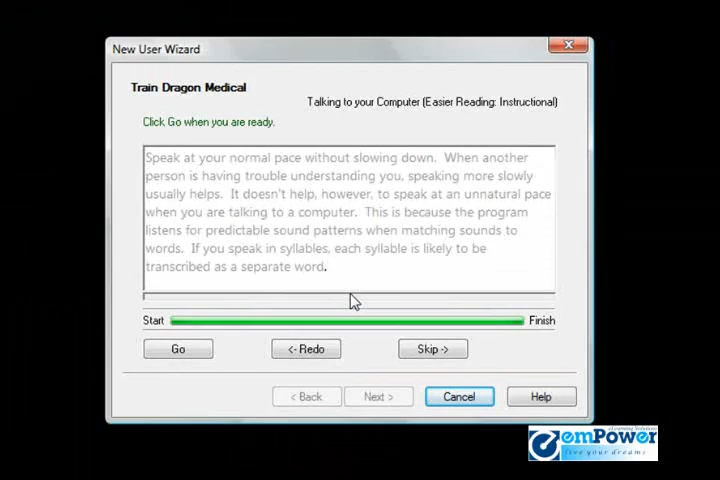 New User Wizard
Train Dragon Medical
Talking to your Computer (Easier Reading: Instructional)
Click Go when you are ready.
Speak at your normal pace without slowing down. When another
person is having trouble understanding you, speaking more slowly
usually helps. It doesn't help, however, to speak at an unnatural pace
when you are talking to a computer. This is because the program
listens for predictable sound patterns when matching sounds to
words. If you speak in syllables, each syllable is likely to be
transcribed as a separate word.
Start Finish
Go <- Redo Skip ->
< Back Next > Cancel Help
eLearning Solutions
emPower
live your dreams